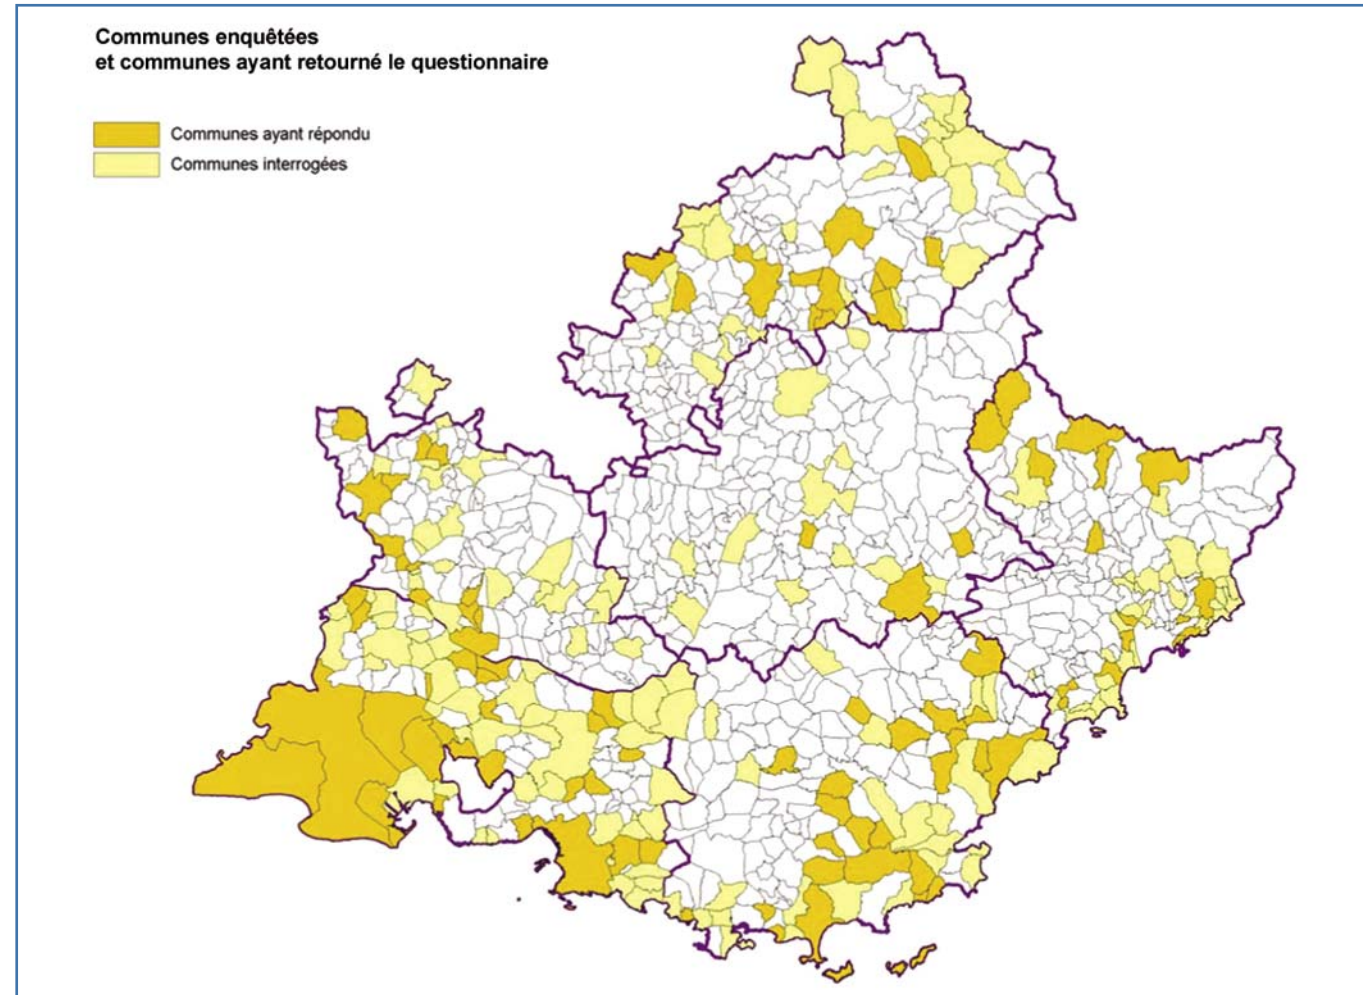 Communes enquêtées
et communes ayant retourné le questionnaire
Communes ayant répondu
Communes interrogées